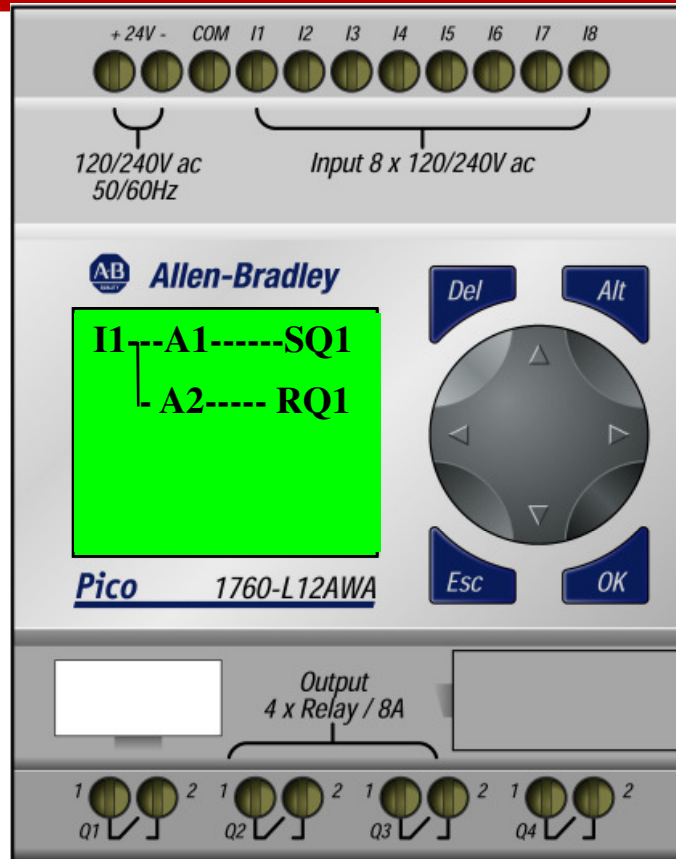 + 24V - COM I1 I2 I3 I4 I5 I6 I7 I8
120/240V ac
50/60Hz
Input 8 x 120/240V ac
A·B
QUALITY
Allen-Bradley
Del
Alt
I1---A1------SQ1
- A2----- RQ1
Esc
OK
Pico 1760-L12AWA
Output
4 x Relay / 8A
1 2 1 2 1 2 1 2
Q1 Q2 Q3 Q4